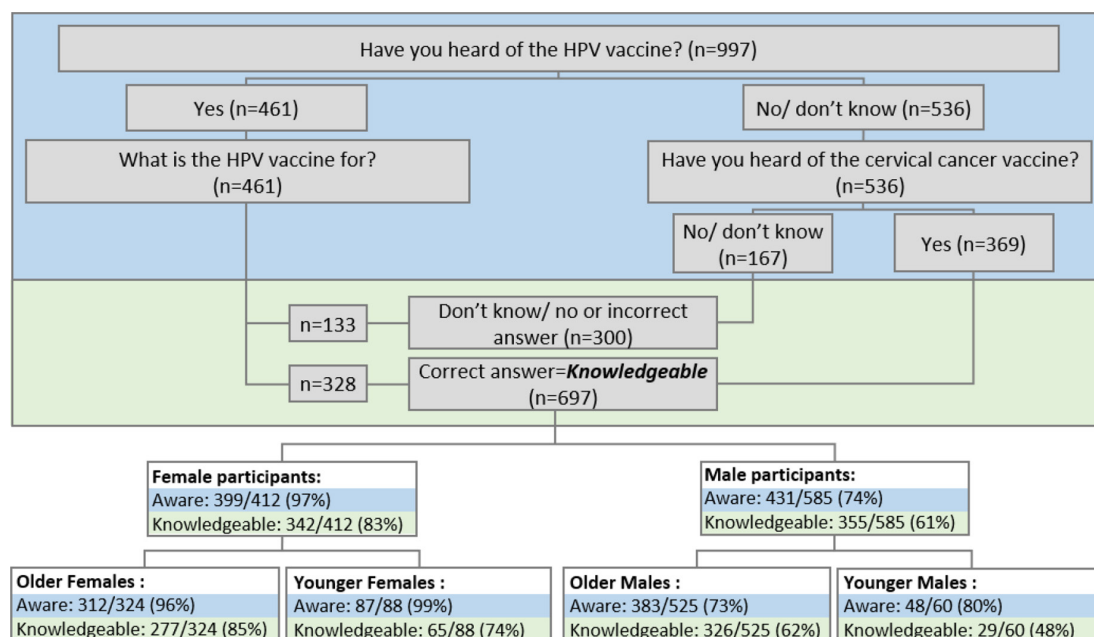 Have you heard of the HPV vaccine? (n=997)
Yes (n=461)
No/ don't know (n=536)
What is the HPV vaccine for?
(n=461)
Have you heard of the cervical cancer vaccine?
(n=536)
No/ don't know
(n=167)
Yes (n=369)
n=133
Don't know/ no or incorrect
answer (n=300)
n=328
Correct answer=Knowledgeable
(n=697)
Female participants:
Aware: 399/412 (97%)
Knowledgeable: 342/412 (83%)
Male participants:
Aware: 431/585 (74%)
Knowledgeable: 355/585 (61%)
Older Females :
Aware: 312/324 (96%)
Knowledgeable: 277/324 (85%)
Younger Females :
Aware: 87/88 (99%)
Knowledgeable: 65/88 (74%)
Older Males :
Aware: 383/525 (73%)
Knowledgeable: 326/525 (62%)
Younger Males :
Aware: 48/60 (80%)
Knowledgeable: 29/60 (48%)